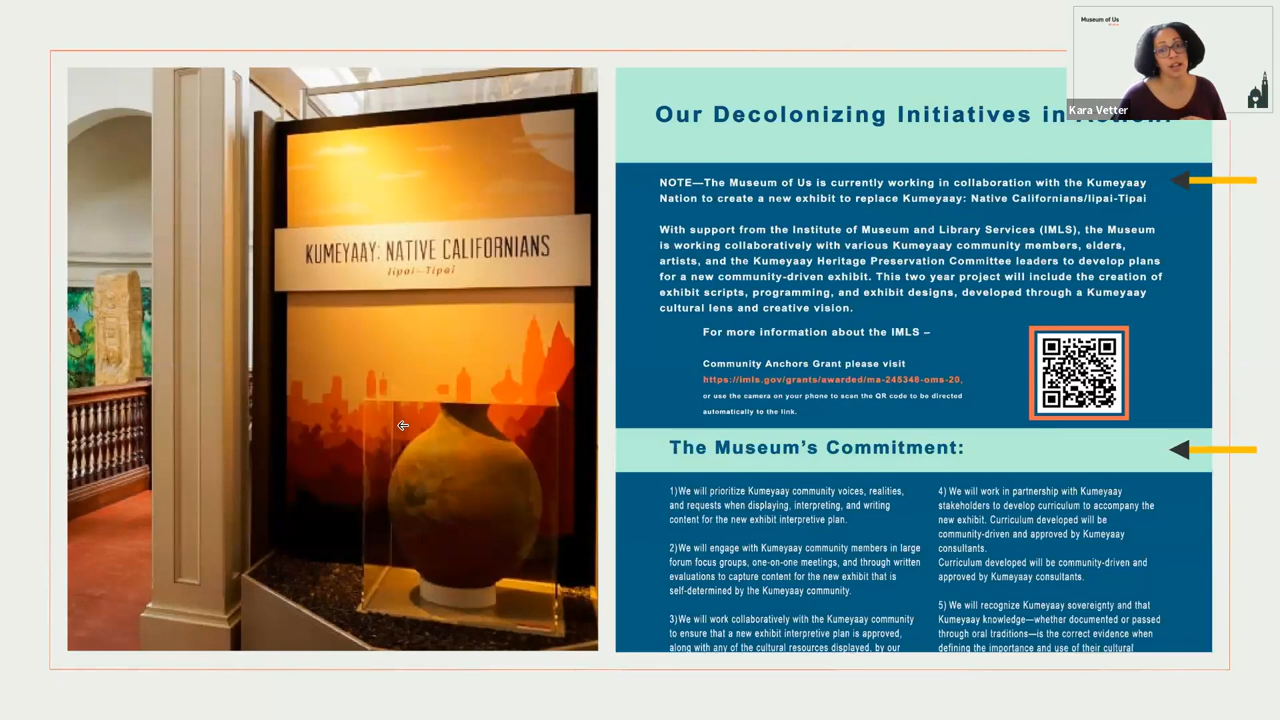 Museum of Us
Kara Vetter
KUMEYAAY: NATIVE CALIFORNIANS
Iipai—Tipai
Our Decolonizing Initiatives in Action:
NOTE—The Museum of Us is currently working in collaboration with the Kumeyaay
Nation to create a new exhibit to replace Kumeyaay: Native Californians/Iipai-Tipai
With support from the Institute of Museum and Library Services (IMLS), the Museum
is working collaboratively with various Kumeyaay community members, elders,
artists, and the Kumeyaay Heritage Preservation Committee leaders to develop plans
for a new community-driven exhibit. This two year project will include the creation of
exhibit scripts, programming, and exhibit designs, developed through a Kumeyaay
cultural lens and creative vision.
For more information about the IMLS –
Community Anchors Grant please visit
https://imls.gov/grants/awarded/ma-245348-oms-20,
or use the camera on your phone to scan the QR code to be directed
automatically to the link.
The Museum's Commitment:
1)We will prioritize Kumeyaay community voices, realities,
and requests when displaying, interpreting, and writing
content for the new exhibit interpretive plan.
2)We will engage with Kumeyaay community members in large
forum focus groups, one-on-one meetings, and through written
evaluations to capture content for the new exhibit that is
self-determined by the Kumeyaay community.
3)We will work collaboratively with the Kumeyaay community
to ensure that a new exhibit interpretive plan is approved,
along with any of the cultural resources displayed, by our
4) We will work in partnership with Kumeyaay
stakeholders to develop curriculum to accompany the
new exhibit. Curriculum developed will be
community-driven and approved by Kumeyaay
consultants.
Curriculum developed will be community-driven and
approved by Kumeyaay consultants.
5) We will recognize Kumeyaay sovereignty and that
Kumeyaay knowledge—whether documented or passed
through oral traditions—is the correct evidence when
defining the importance and use of their cultural